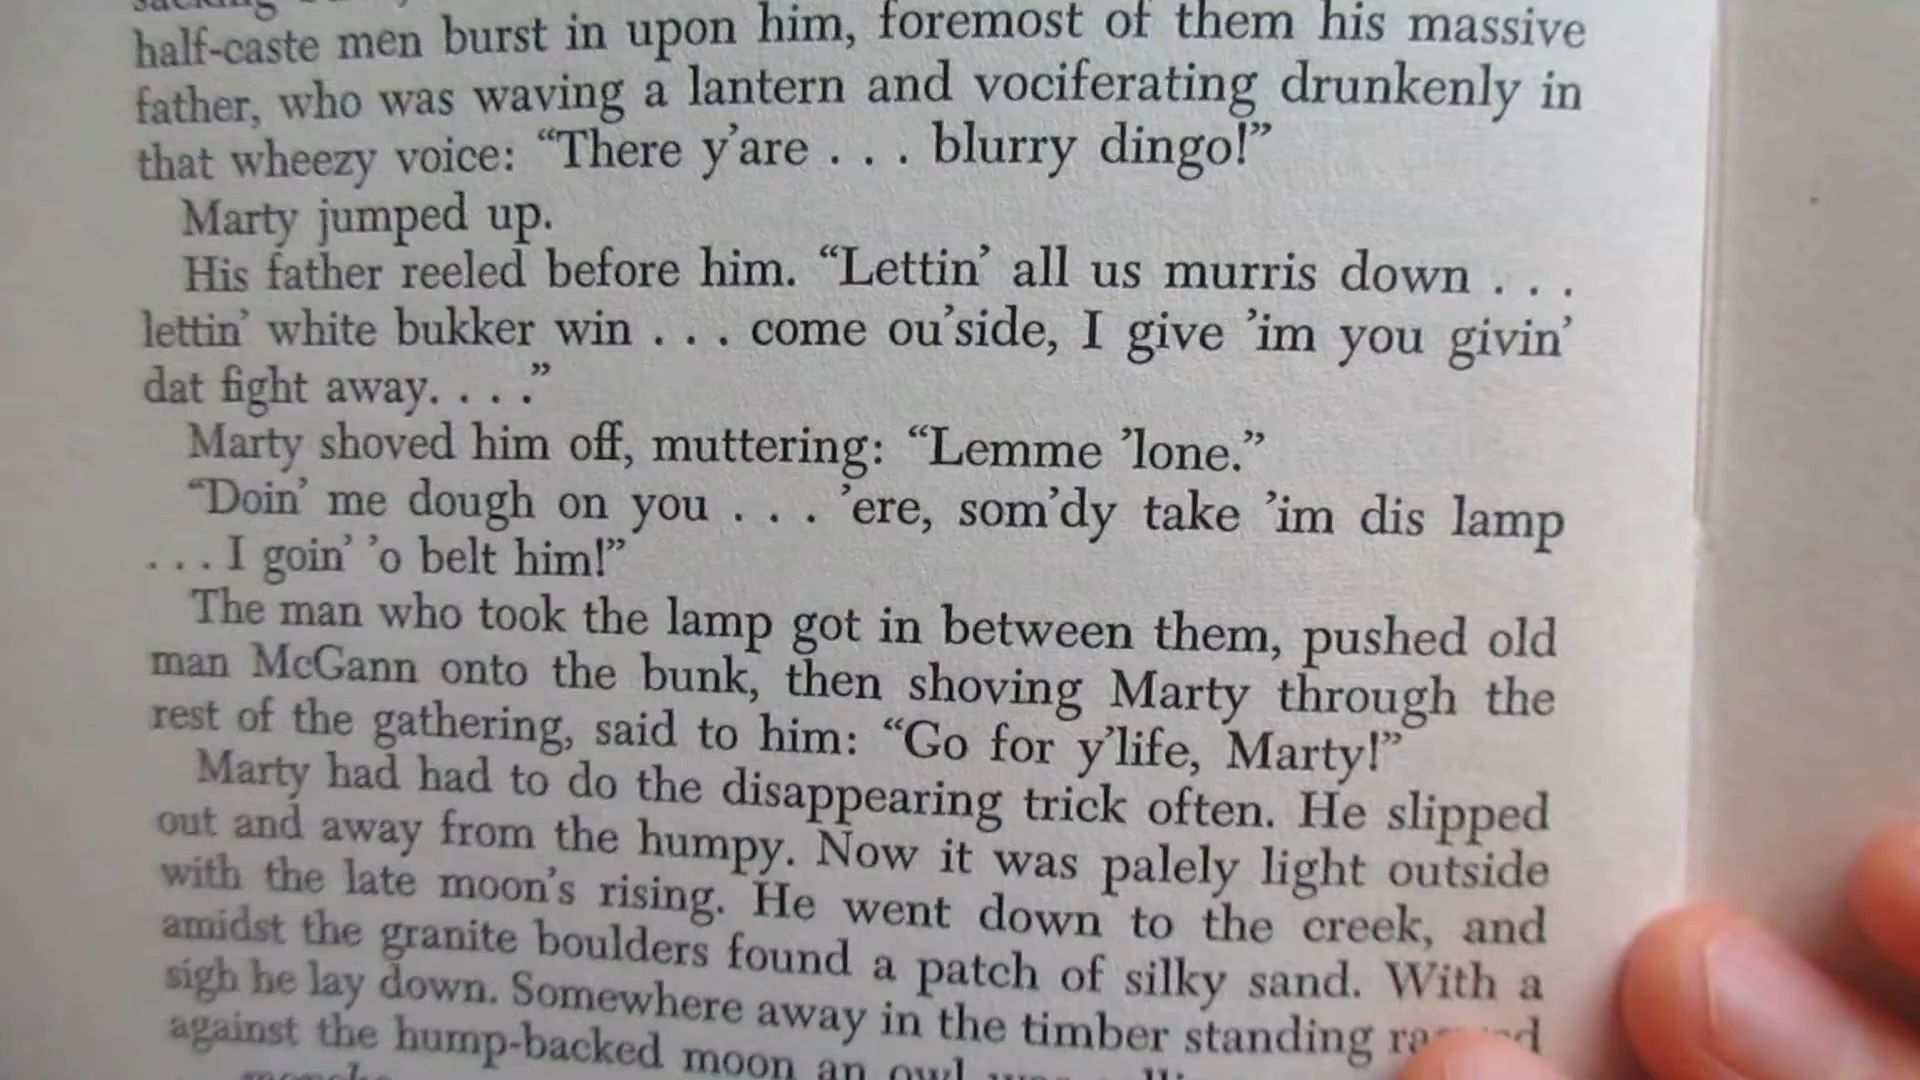 half-caste men burst in upon him, foremost of them his massive
father, who was waving a lantern and vociferating drunkenly in
that wheezy voice: “There y’are . . . blurry dingo!”
Marty jumped up.
His father reeled before him. “Lettin’ all us murris down . . .
lettin’ white bukker win . . . come ou’side, I give ’im you givin’
dat fight away. . . .”
Marty shoved him off, muttering: “Lemme ’lone.”
“Doin’ me dough on you . . . ’ere, som’dy take ’im dis lamp
. . . I goin’ ’o belt him!”
The man who took the lamp got in between them, pushed old
man McGann onto the bunk, then shoving Marty through the
rest of the gathering, said to him: “Go for y’life, Marty!”
Marty had had to do the disappearing trick often. He slipped
out and away from the humpy. Now it was palely light outside
with the late moon’s rising. He went down to the creek, and
amidst the granite boulders found a patch of silky sand. With a
sigh he lay down. Somewhere away in the timber standing
against the hump-backed moon an owl